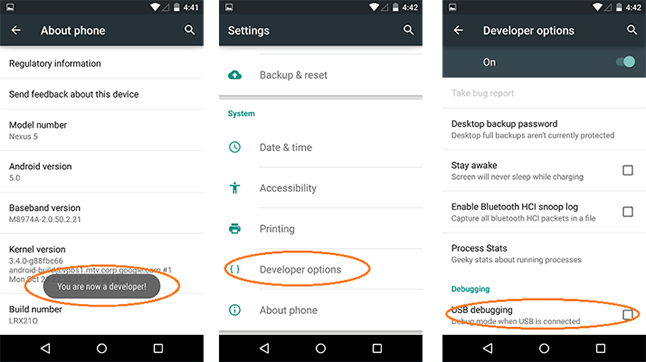 4:41
About phone
Regulatory information
Send feedback about this device
Model number
Nexus 5
Android version
5.0
Baseband version
M8974A-2.0.50.2.21
Kernel version
3.4.0-g88fbc66
android-build@vpbs1.mtv.corp.google.com #1
Mon Oct
You are now a developer!
Build number
LRX21O
4:42
Settings
Backup & reset
System
Date & time
Accessibility
Printing
Developer options
About phone
4:42
Developer options
On
Take bug report
Desktop backup password
Desktop full backups aren't currently protected
Stay awake
Screen will never sleep while charging
Enable Bluetooth HCI snoop log
Capture all bluetooth HCI packets in a file
Process Stats
Geeky stats about running processes
Debugging
USB debugging
Debug mode when USB is connected